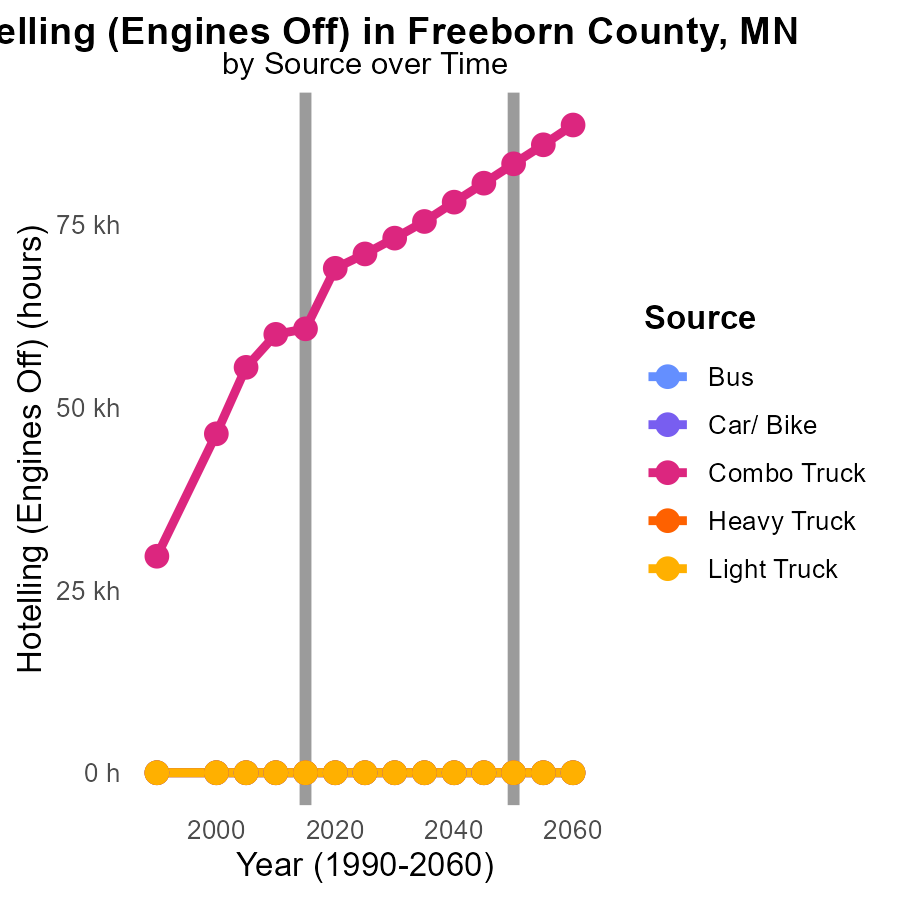 elling (Engines Off) in Freeborn County, MN
by Source over Time
Hotelling (Engines Off) (hours)
75 kh
50 kh
25 kh
0 h
2000 2020 2040 2060
Year (1990-2060)
Source
Bus
Car/ Bike
Combo Truck
Heavy Truck
Light Truck